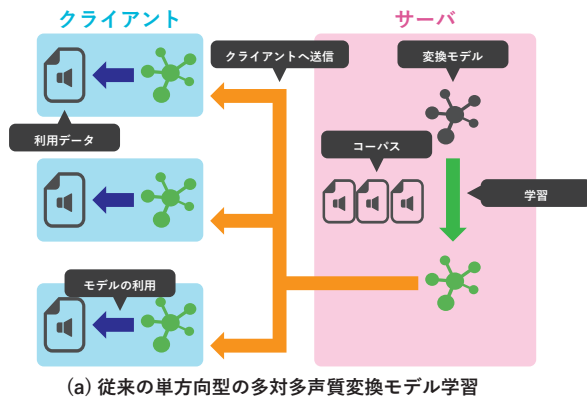 クライアント
サーバ
クライアントへ送信
変換モデル
利用データ
コーパス
学習
モデルの利用
(a) 従来の単方向型の多対多声質変換モデル学習